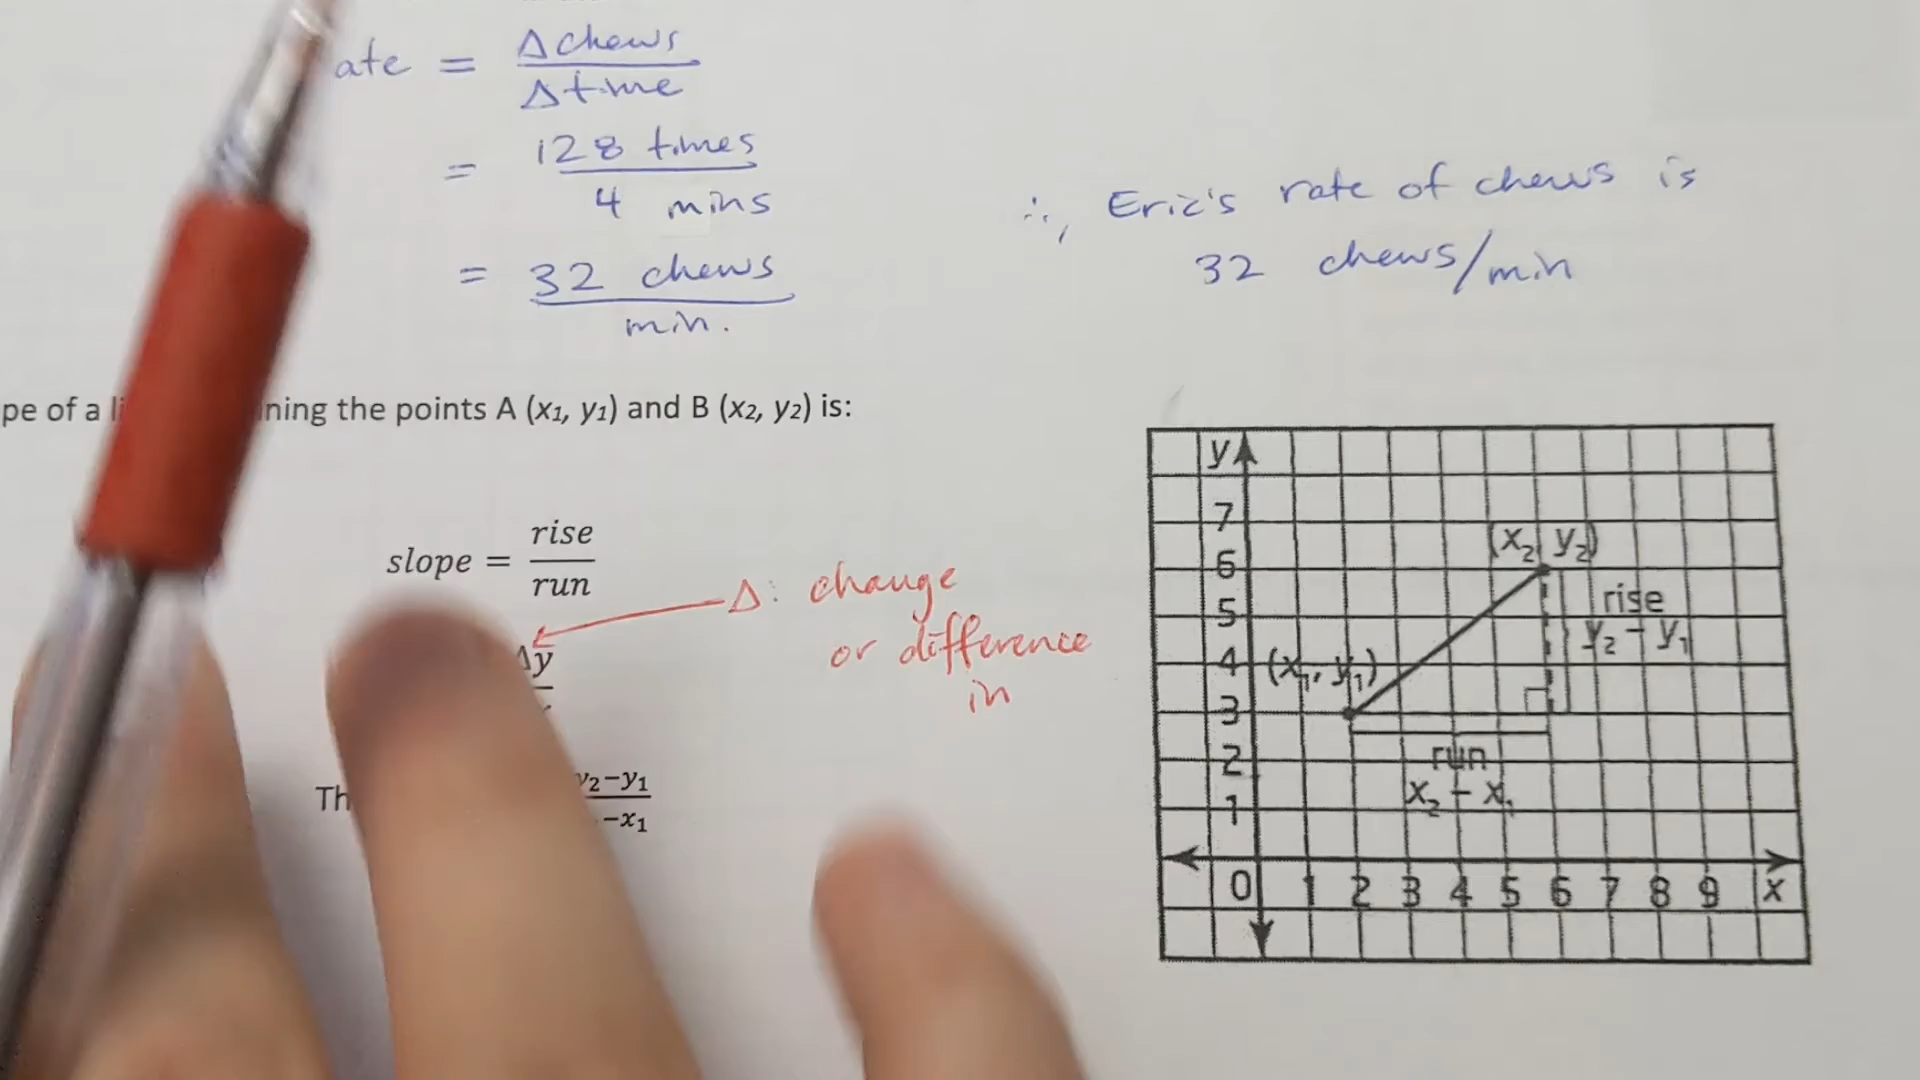 ate = Δchews
Δtime
= 128 times
4 mins
= 32 chews
min.
∴, Eric's rate of chews is
32 chews/min
pe of a li ning the points A (x₁, y₁) and B (x₂, y₂) is:
slope = rise
run
Δ: change
or difference
in
Δy
Th y₂−y₁
−x₁
y
7
6
5
4
3
2
1
0 1 2 3 4 5 6 7 8 9 x
(x₂ y₂)
rise
y₂ − y₁
(x₁, y₁)
run
x₂ − x₁